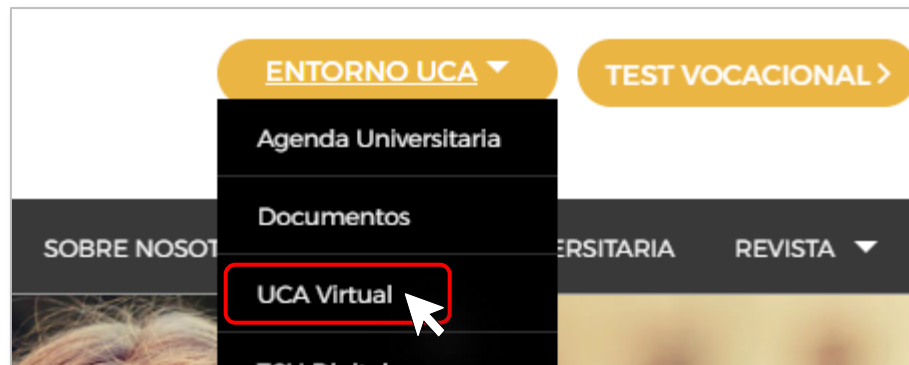 ENTORNO UCA
TEST VOCACIONAL >
Agenda Universitaria
Documentos
SOBRE NOSOT
ERSITARIA
REVISTA
UCA Virtual